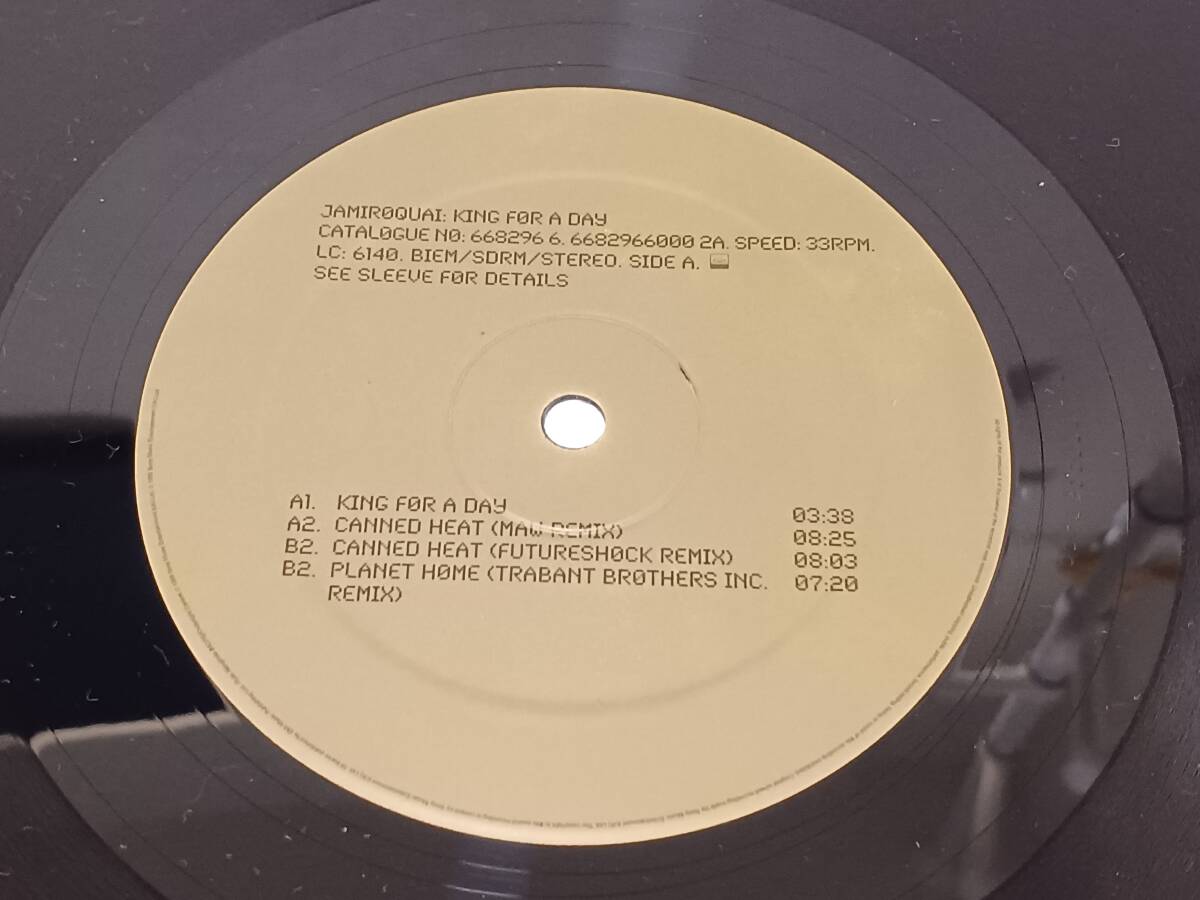 JAMIRØQUAI: KING FØR A DAY
CATALØGUE NØ: 668296 6. 6682966000 2A. SPEED: 33RPM.
LC: 6140. BIEM/SDRM/STEREO. SIDE A.
SEE SLEEVE FØR DETAILS
A1. KING FØR A DAY 03:38
A2. CANNED HEAT (MAW REMIX) 08:25
B2. CANNED HEAT (FUTURESHØCK REMIX) 08:03
B2. PLANET HØME (TRABANT BRØTHERS INC. 07:20
REMIX)